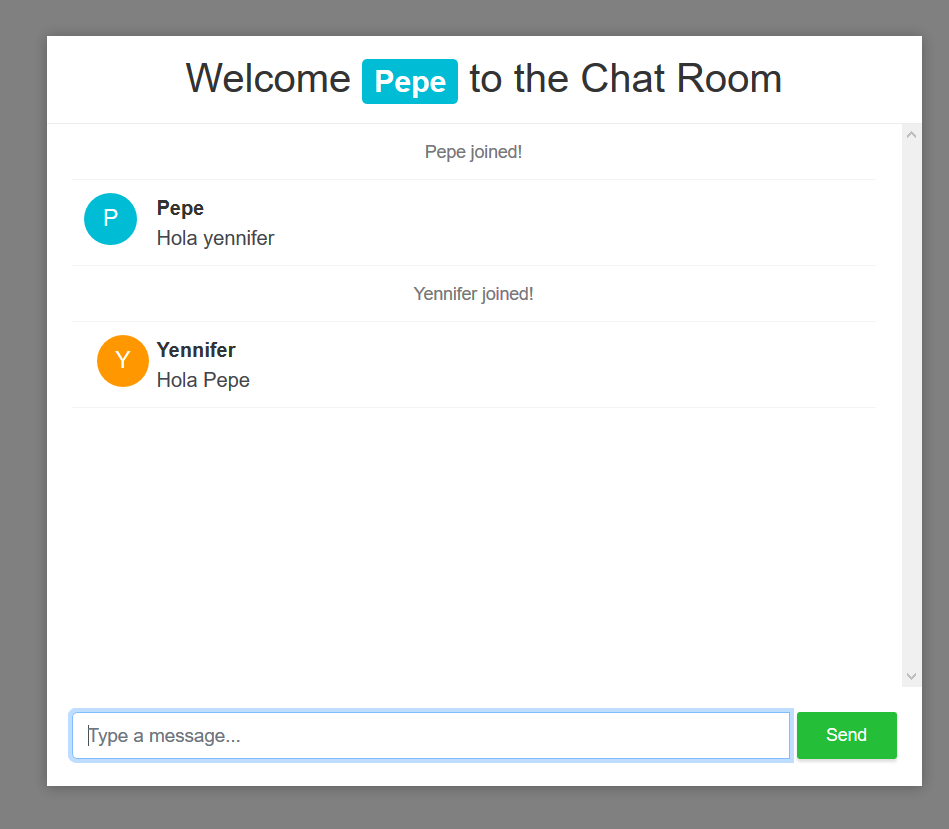 Welcome Pepe to the Chat Room
Pepe joined!
P
Pepe
Hola yennifer
Yennifer joined!
Y
Yennifer
Hola Pepe
Type a message...
Send